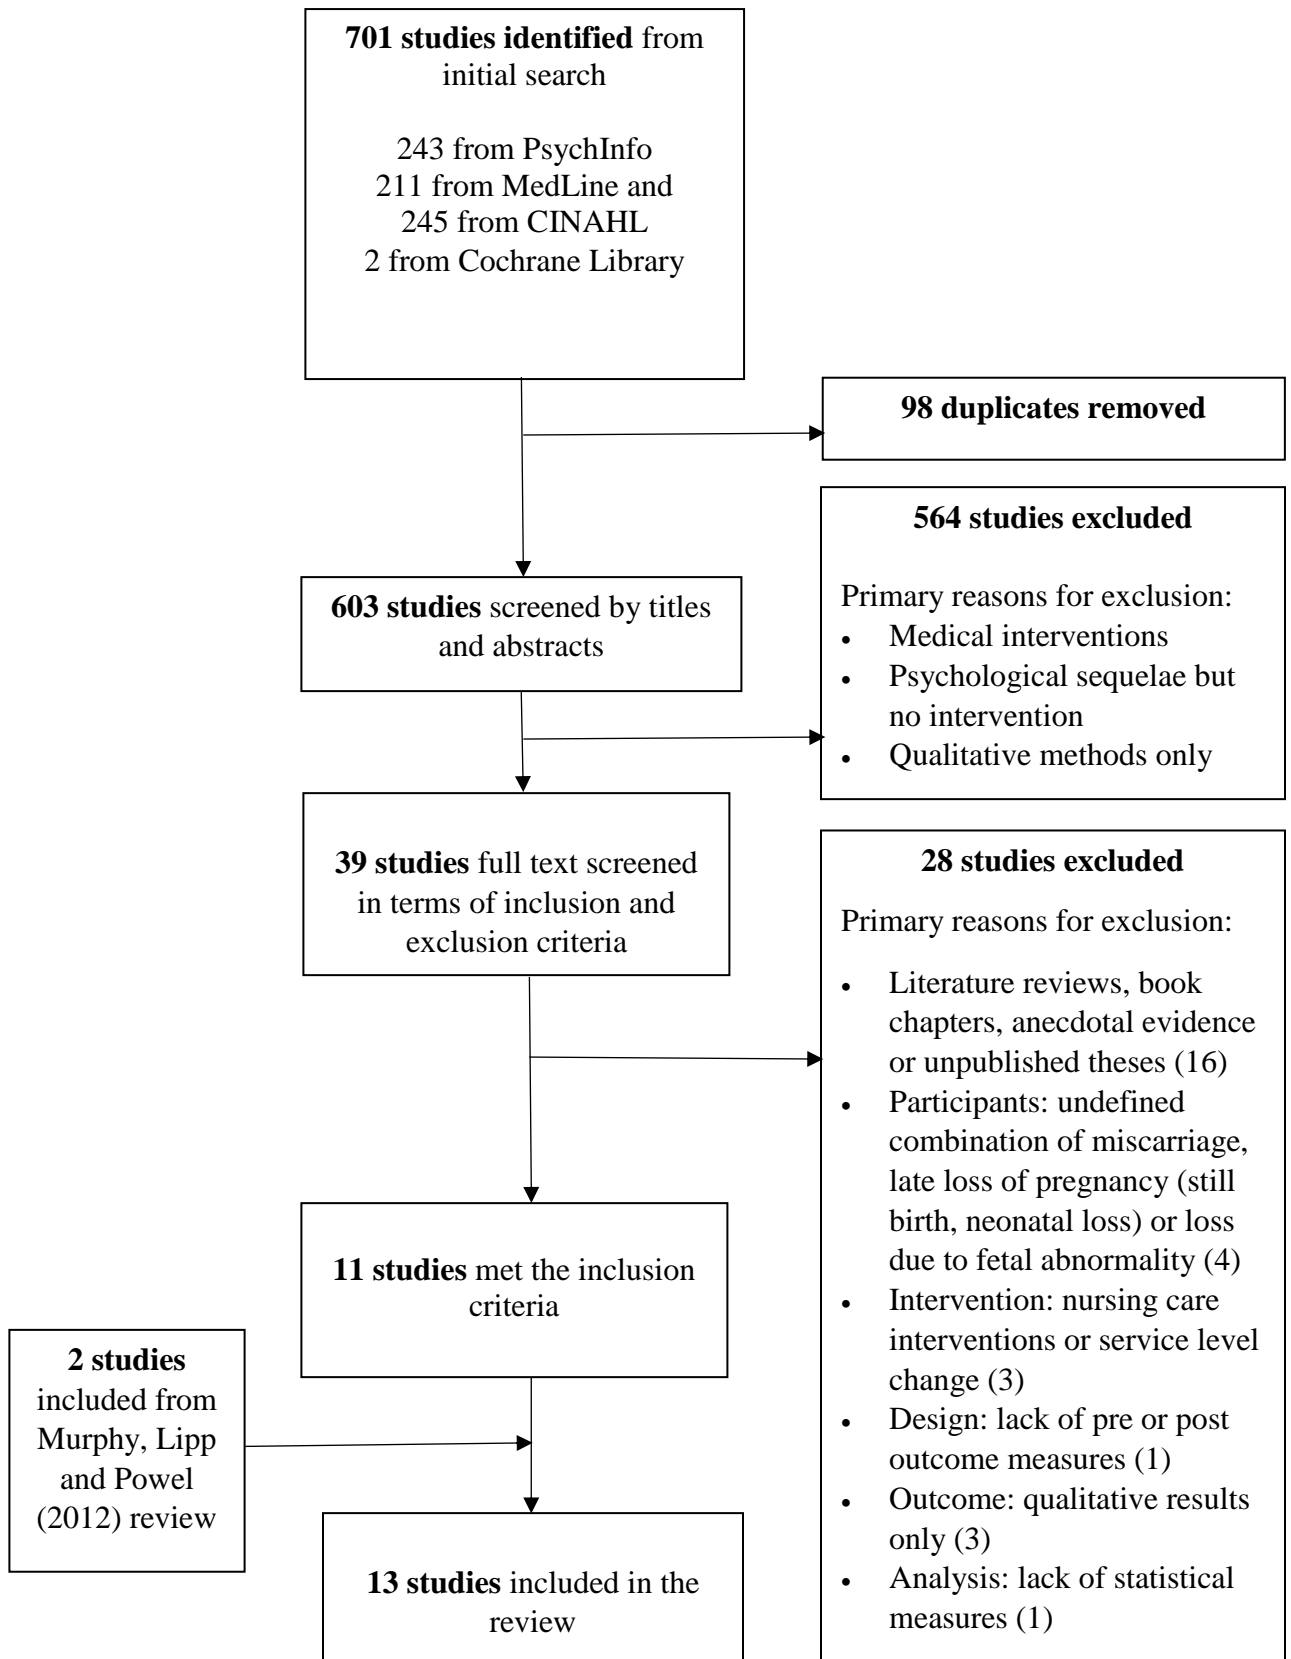 701 studies identified from
initial search
243 from PsychInfo
211 from MedLine and
245 from CINAHL
2 from Cochrane Library
98 duplicates removed
564 studies excluded
Primary reasons for exclusion:
• Medical interventions
• Psychological sequelae but
no intervention
• Qualitative methods only
603 studies screened by titles
and abstracts
39 studies full text screened
in terms of inclusion and
exclusion criteria
28 studies excluded
Primary reasons for exclusion:
• Literature reviews, book
chapters, anecdotal evidence
or unpublished theses (16)
• Participants: undefined
combination of miscarriage,
late loss of pregnancy (still
birth, neonatal loss) or loss
due to fetal abnormality (4)
• Intervention: nursing care
interventions or service level
change (3)
• Design: lack of pre or post
outcome measures (1)
• Outcome: qualitative results
only (3)
• Analysis: lack of statistical
measures (1)
11 studies met the inclusion
criteria
2 studies
included from
Murphy, Lipp
and Powel
(2012) review
13 studies included in the
review